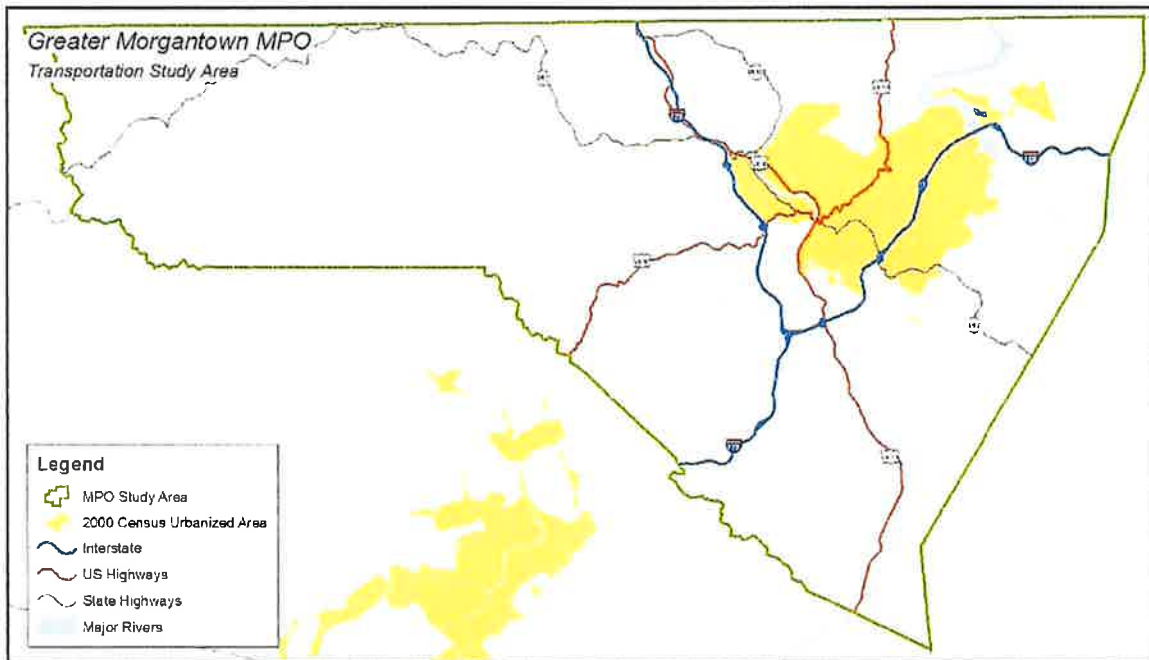 Greater Morgantown MPO
Transportation Study Area
Legend
MPO Study Area
2000 Census Urbanized Area
Interstate
US Highways
State Highways
Major Rivers